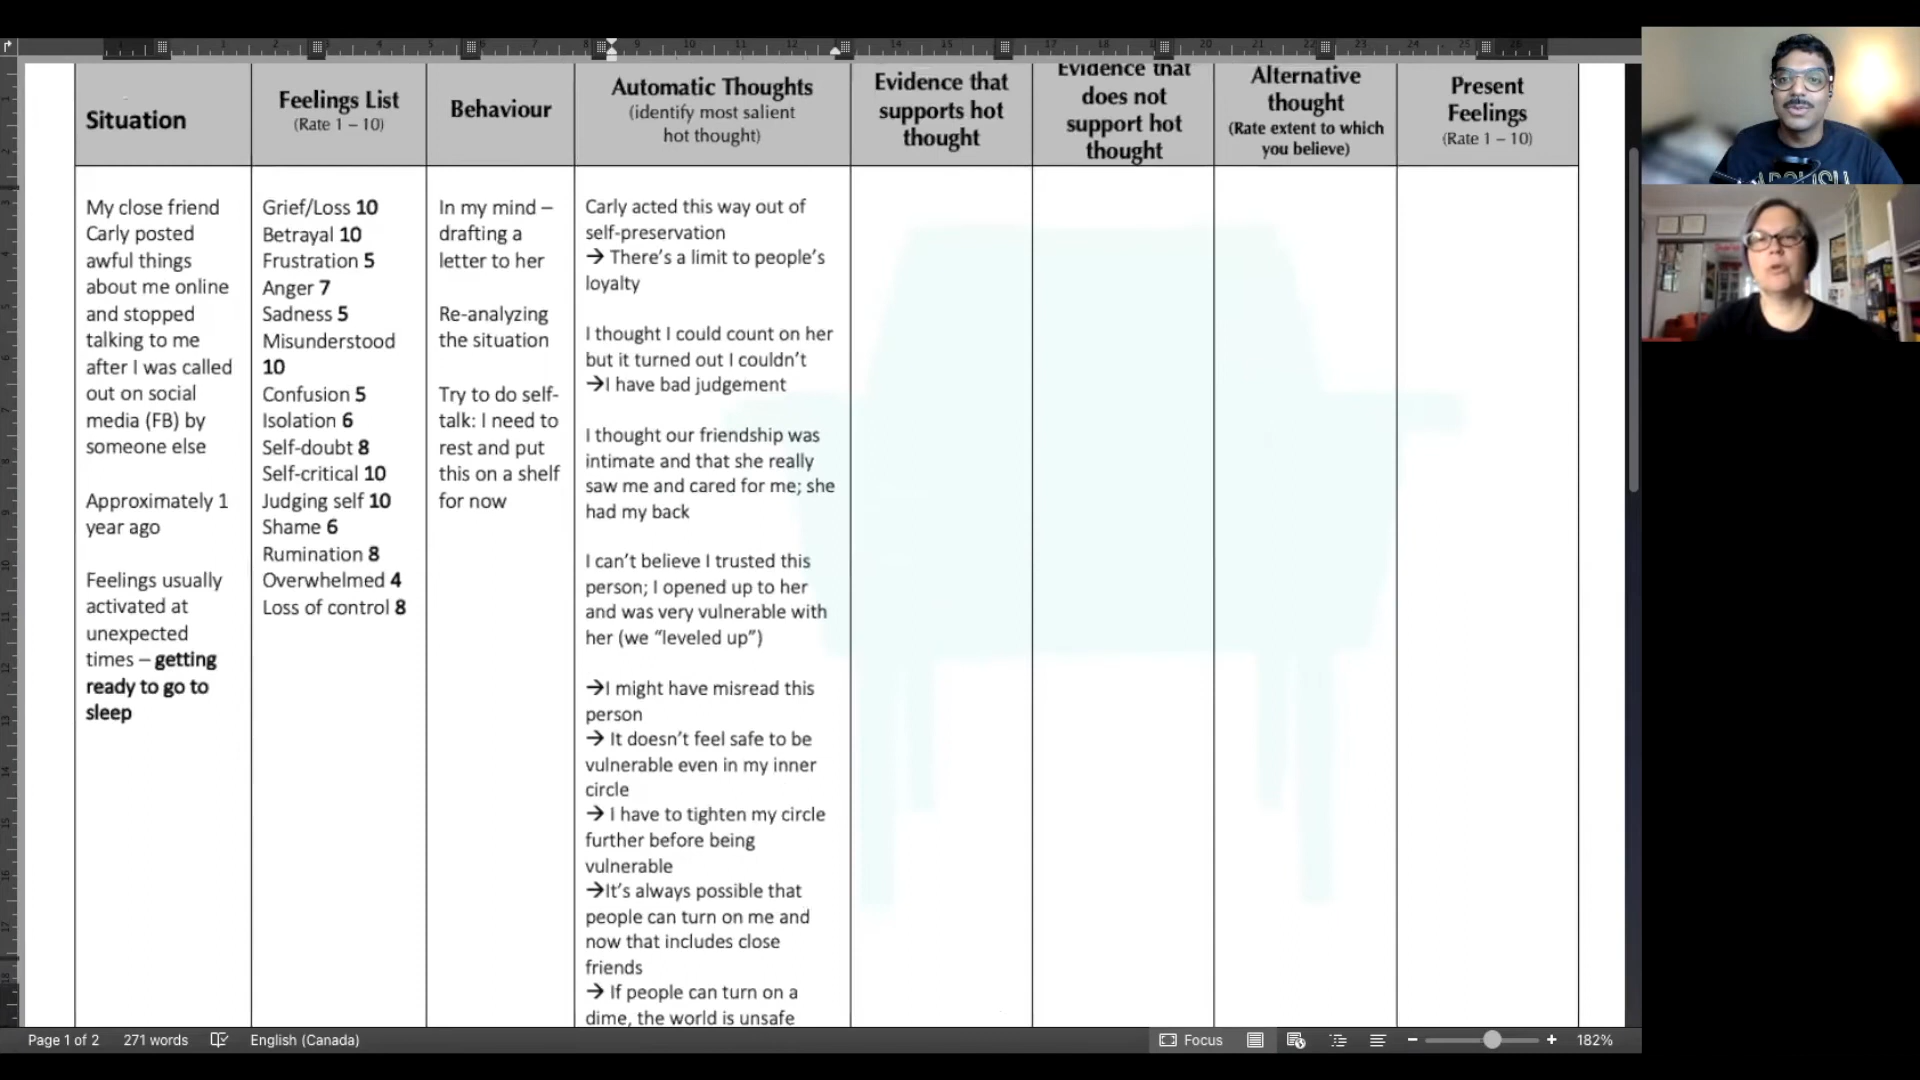 Situation
Feelings List
(Rate 1 – 10)
Behaviour
Automatic Thoughts
(identify most salient
hot thought)
Evidence that
supports hot
thought
Evidence that
does not
support hot
thought
Alternative
thought
(Rate extent to which
you believe)
Present
Feelings
(Rate 1 – 10)
My close friend
Carly posted
awful things
about me online
and stopped
talking to me
after I was called
out on social
media (FB) by
someone else
Approximately 1
year ago
Feelings usually
activated at
unexpected
times – getting
ready to go to
sleep
Grief/Loss 10
Betrayal 10
Frustration 5
Anger 7
Sadness 5
Misunderstood
10
Confusion 5
Isolation 6
Self-doubt 8
Self-critical 10
Judging self 10
Shame 6
Rumination 8
Overwhelmed 4
Loss of control 8
In my mind –
drafting a
letter to her
Re-analyzing
the situation
Try to do self-
talk: I need to
rest and put
this on a shelf
for now
Carly acted this way out of
self-preservation
→ There's a limit to people's
loyalty
I thought I could count on her
but it turned out I couldn't
→I have bad judgement
I thought our friendship was
intimate and that she really
saw me and cared for me; she
had my back
I can't believe I trusted this
person; I opened up to her
and was very vulnerable with
her (we “leveled up”)
→I might have misread this
person
→ It doesn't feel safe to be
vulnerable even in my inner
circle
→ I have to tighten my circle
further before being
vulnerable
→It's always possible that
people can turn on me and
now that includes close
friends
→ If people can turn on a
dime, the world is unsafe
Page 1 of 2 271 words English (Canada) Focus 182%